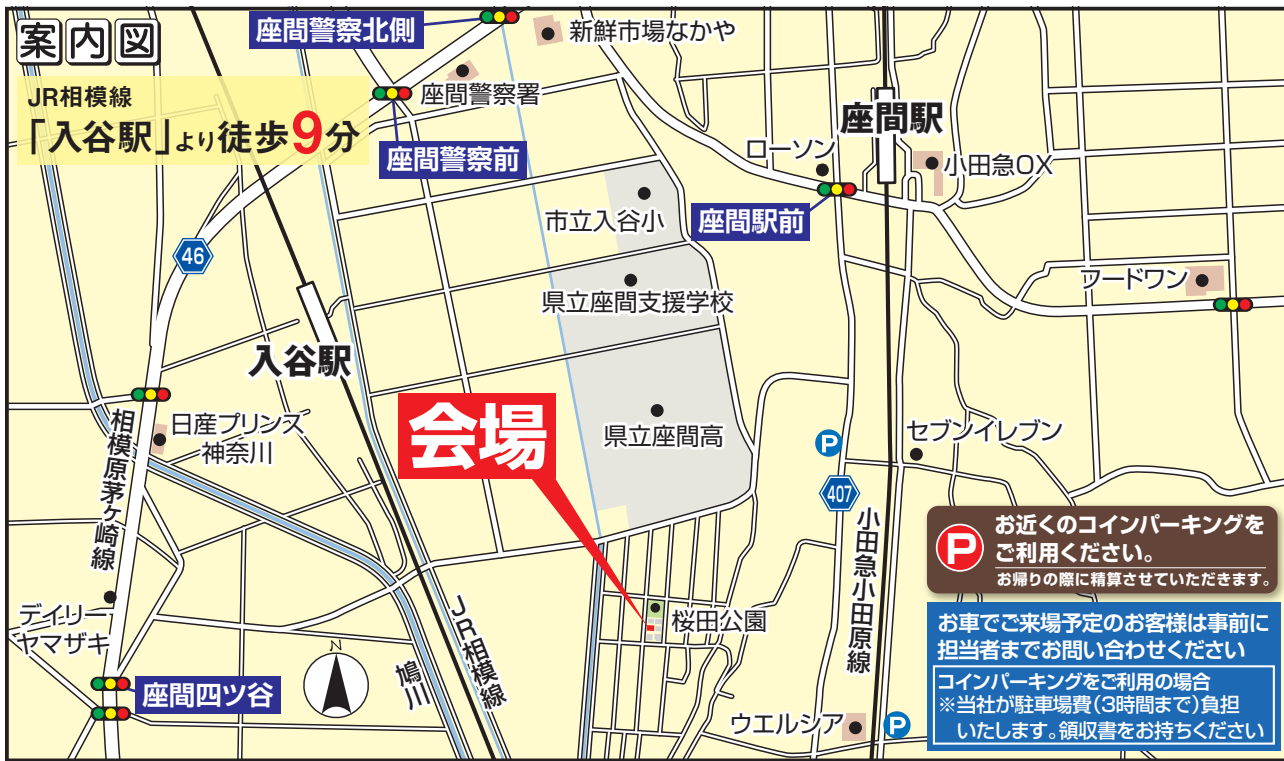 案内図
JR相模線
「入谷駅」より徒歩9分
座間警察北側
新鮮市場なかや
座間警察署
座間警察前
座間駅
ローソン
小田急OX
市立入谷小
座間駅前
46
県立座間支援学校
フードワン
入谷駅
会場
日産プリンス
神奈川
県立座間高
P
セブンイレブン
相模原茅ヶ崎線
407
小田急小田原線
P
お近くのコインパーキングを
ご利用ください。
お帰りの際に精算させていただきます。
デイリー
ヤマザキ
JR相模線
鳩川
桜田公園
N
座間四ツ谷
ウエルシア
P
お車でご来場予定のお客様は事前に
担当者までお問い合わせください
コインパーキングをご利用の場合
※当社が駐車場費(3時間まで)負担
いたします。領収書をお持ちください